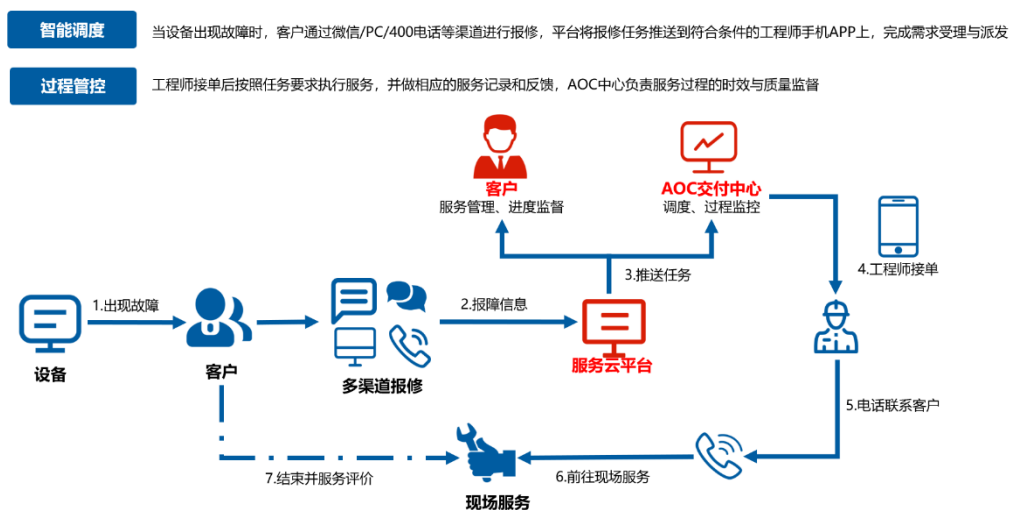 智能调度
当设备出现故障时，客户通过微信/PC/400电话等渠道进行报修，平台将报修任务推送到符合条件的工程师手机APP上，完成需求受理与派发
过程管控
工程师接单后按照任务要求执行服务，并做相应的服务记录和反馈，AOC中心负责服务过程的时效与质量监督
客户
服务管理、进度监督
AOC交付中心
调度、过程监控
4.工程师接单
3.推送任务
1.出现故障
2.报障信息
设备
客户
多渠道报修
服务云平台
5.电话联系客户
7.结束并服务评价
6.前往现场服务
现场服务